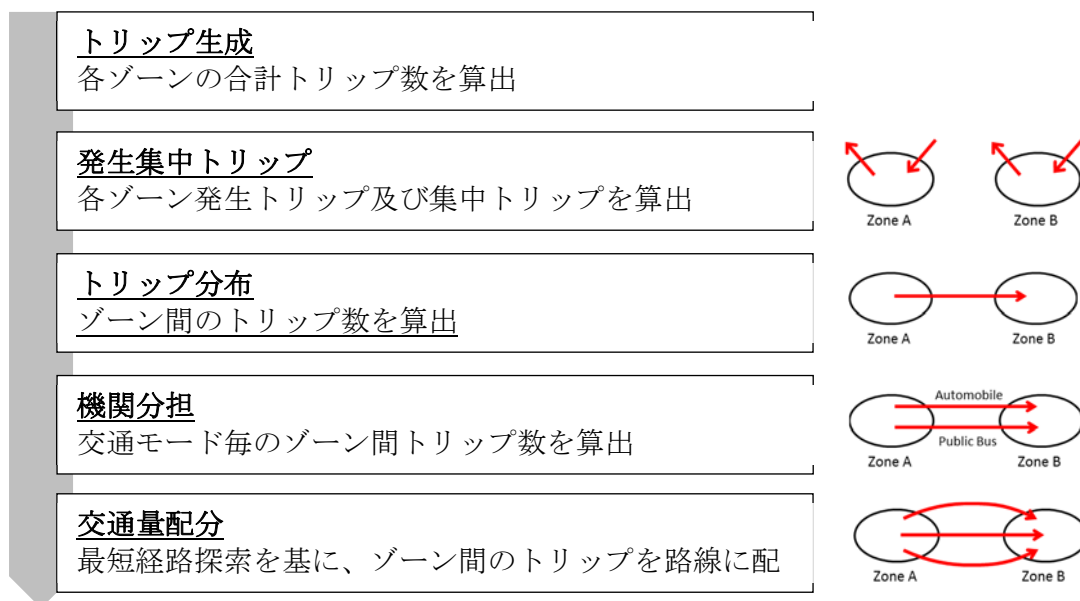 トリップ生成
各ゾーンの合計トリップ数を算出
発生集中トリップ
各ゾーン発生トリップ及び集中トリップを算出
Zone A
Zone B
トリップ分布
ゾーン間のトリップ数を算出
Zone A
Zone B
機関分担
交通モード毎のゾーン間トリップ数を算出
Automobile
Public Bus
Zone A
Zone B
交通量配分
最短経路探索を基に、ゾーン間のトリップを路線に配
Zone A
Zone B